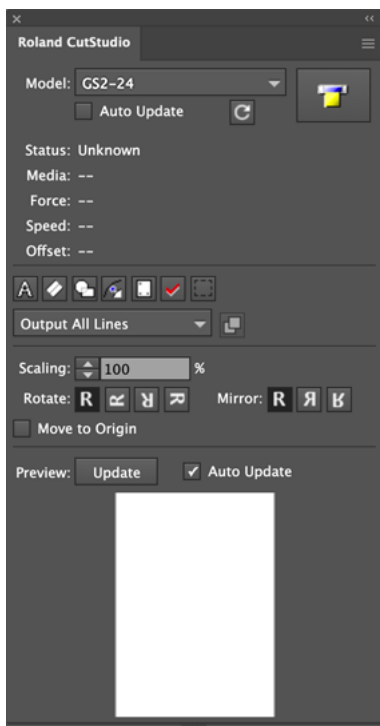 Roland CutStudio
Model: GS2-24
Auto Update
Status: Unknown
Media: --
Force: --
Speed: --
Offset: --
A
Output All Lines
Scaling: 100 %
Rotate: R R R R Mirror: R R R
Move to Origin
Preview: Update Auto Update